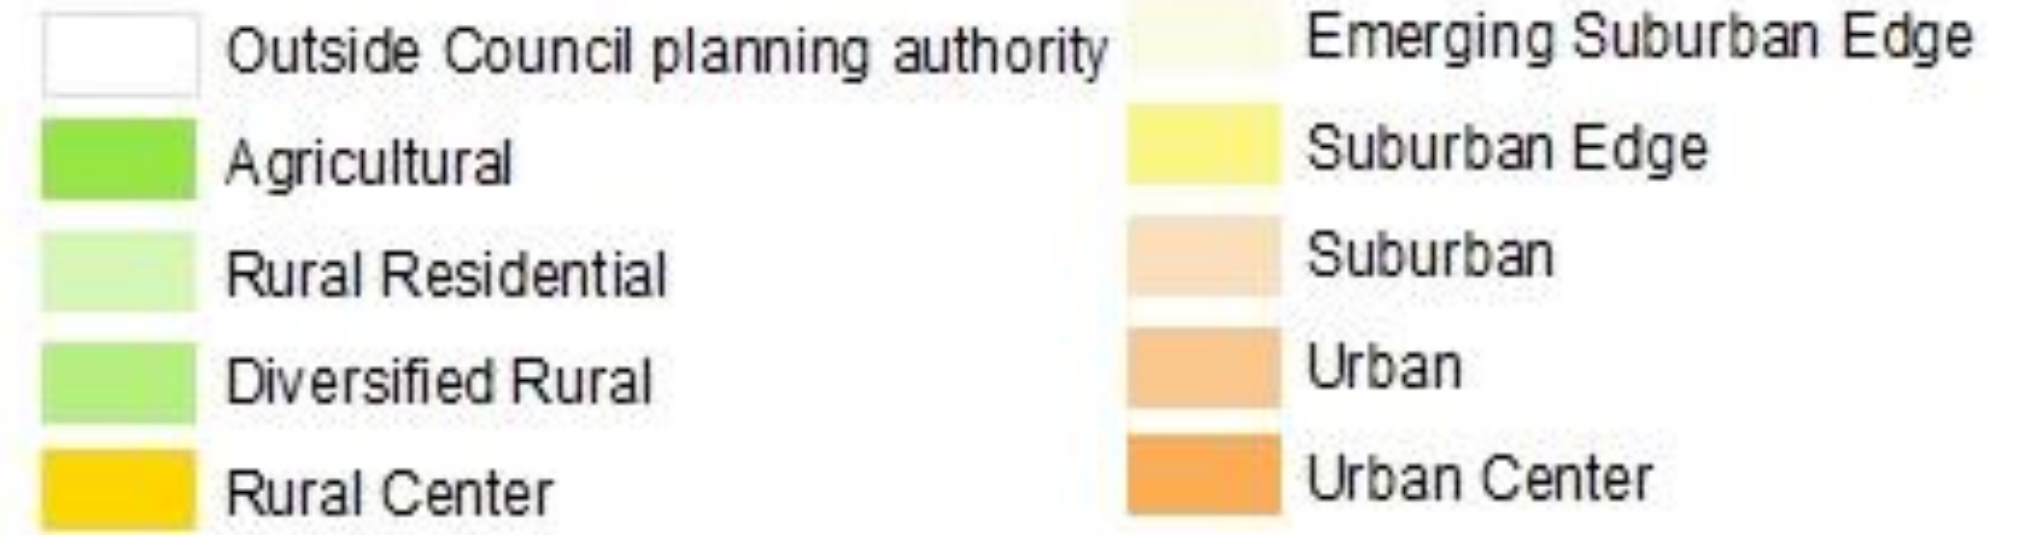 Outside Council planning authority
Agricultural
Rural Residential
Diversified Rural
Rural Center
Emerging Suburban Edge
Suburban Edge
Suburban
Urban
Urban Center